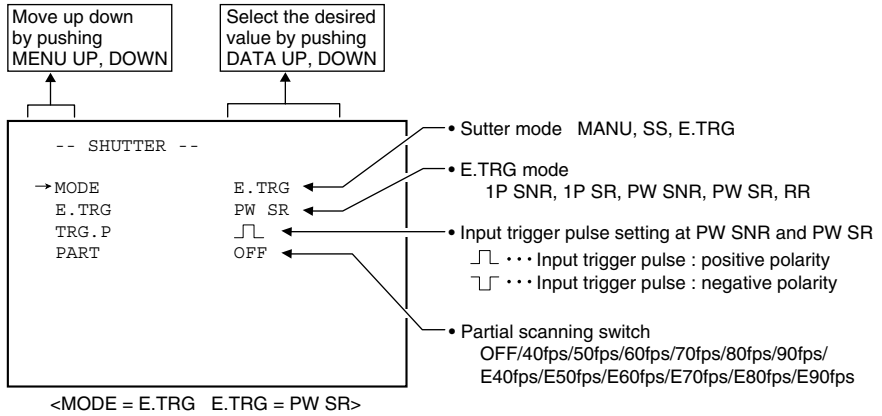 Move up down
by pushing
MENU UP, DOWN
Select the desired
value by pushing
DATA UP, DOWN
-- SHUTTER --
→MODE E.TRG
E.TRG PW SR
TRG.P
PART OFF
• Sutter mode MANU, SS, E.TRG
• E.TRG mode
1P SNR, 1P SR, PW SNR, PW SR, RR
• Input trigger pulse setting at PW SNR and PW SR
••• Input trigger pulse : positive polarity
••• Input trigger pulse : negative polarity
• Partial scanning switch
OFF/40fps/50fps/60fps/70fps/80fps/90fps/
E40fps/E50fps/E60fps/E70fps/E80fps/E90fps
<MODE = E.TRG E.TRG = PW SR>